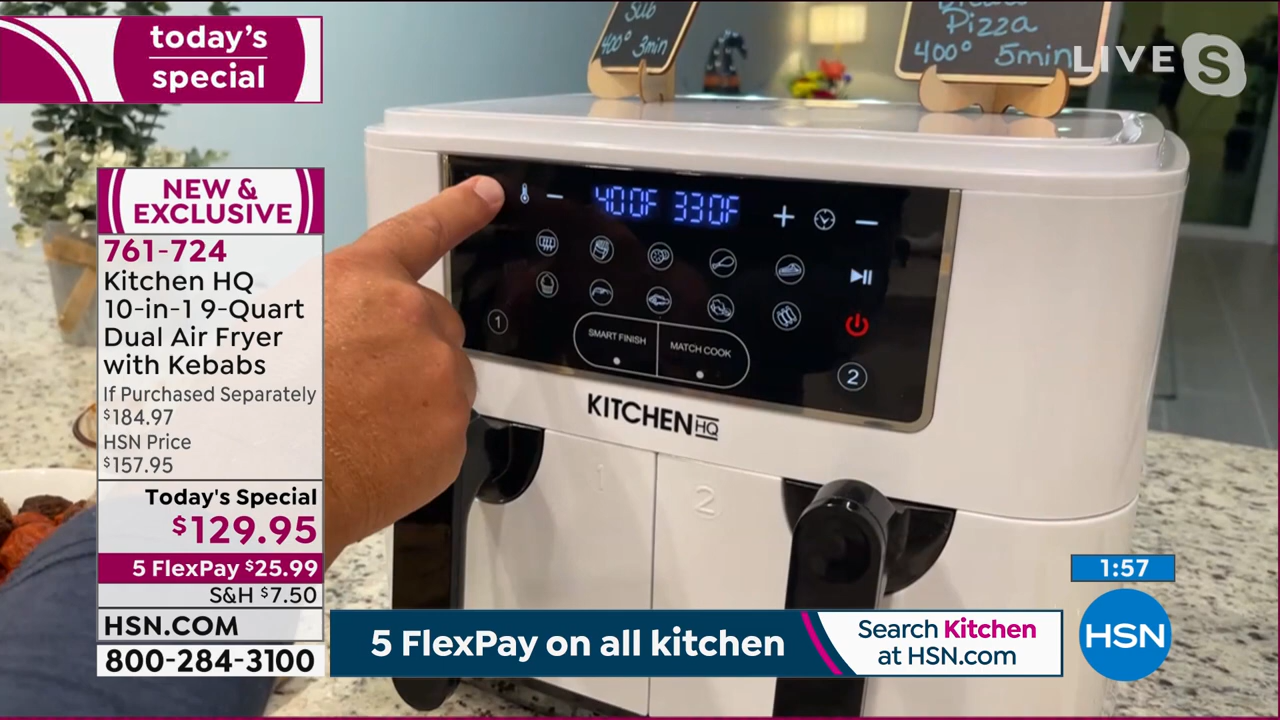 today's
special
NEW &
EXCLUSIVE
761-724
Kitchen HQ
10-in-1 9-Quart
Dual Air Fryer
with Kebabs
If Purchased Separately
$184.97
HSN Price
$157.95
Today's Special
$129.95
5 FlexPay $25.99
S&H $7.50
HSN.COM
800-284-3100
Sub
400° 3min
Pizza
400° 5min
LIVE S
400F 330F
1
SMART FINISH
MATCH COOK
2
KITCHEN HQ
1
2
5 FlexPay on all kitchen
Search Kitchen
at HSN.com
1:57
HSN